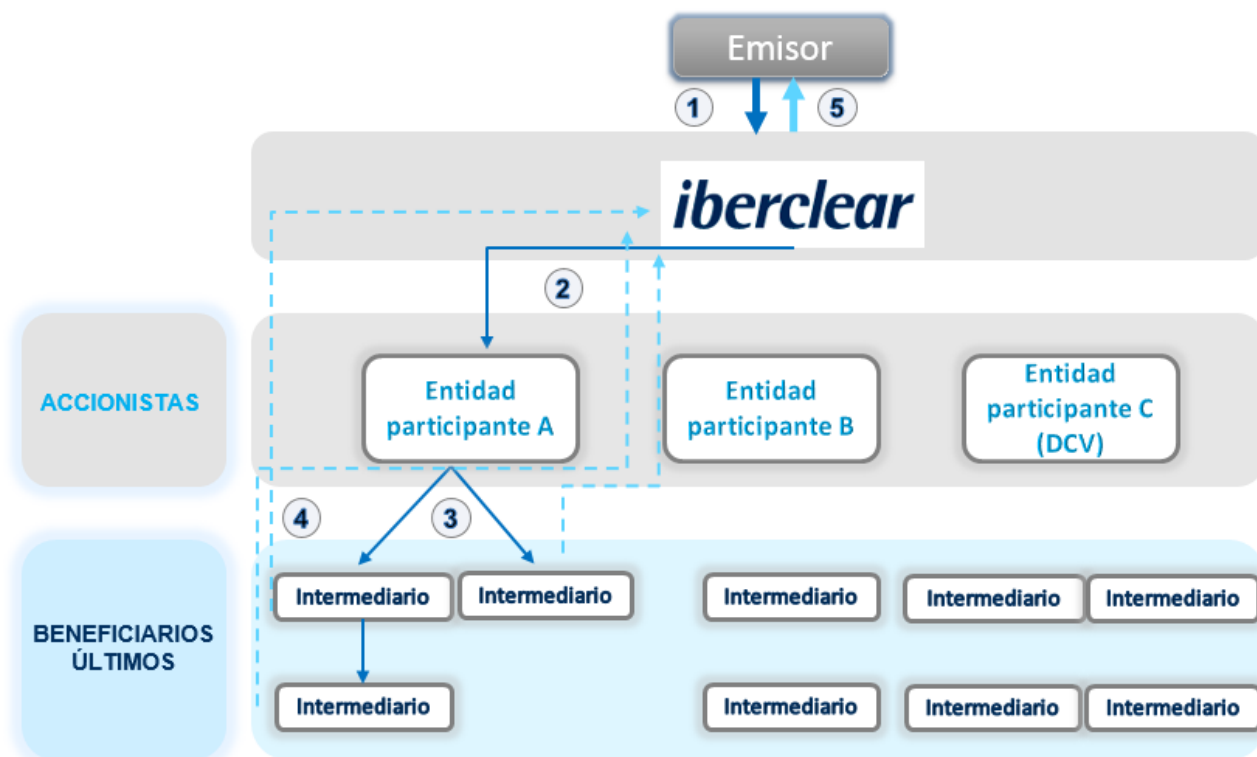 Emisor
1
5
iberclear
2
ACCIONISTAS
Entidad
participante A
Entidad
participante B
Entidad
participante C
(DCV)
4
3
BENEFICIARIOS
ÚLTIMOS
Intermediario
Intermediario
Intermediario
Intermediario
Intermediario
Intermediario
Intermediario
Intermediario
Intermediario